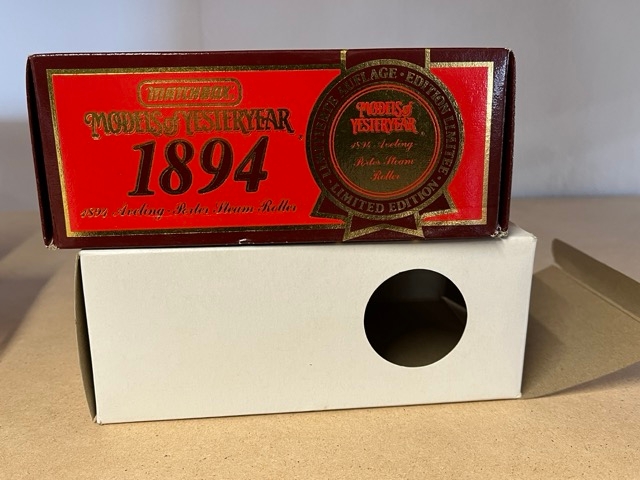 MATCHBOX
MODELS of YESTERYEAR
1894
1894 Aveling-Porter Steam Roller
AUFLAGE · EDITION LIMITEE ·
MODELS of
YESTERYEAR
1894 Aveling-
Porter Steam
Roller
LIMITED EDITION